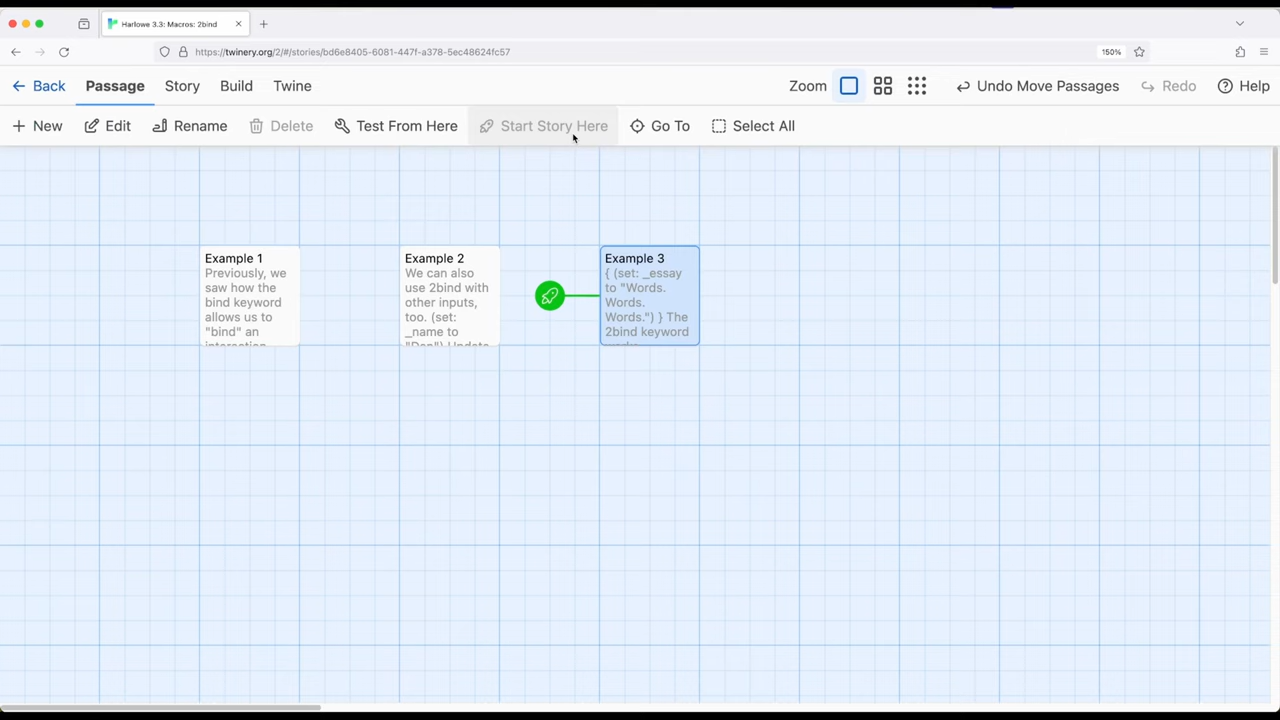 Harlowe 3.3: Macros: 2bind
https://twinery.org/2/#/stories/bd6e8405-6081-447f-a378-5ec48624fc57
150%
Back
Passage
Story
Build
Twine
Zoom
Undo Move Passages
Redo
Help
New
Edit
Rename
Delete
Test From Here
Start Story Here
Go To
Select All
Example 1
Previously, we
saw how the
bind keyword
allows us to
"bind" an
interaction
Example 2
We can also
use 2bind with
other inputs,
too. (set:
_name to
"Dan") Update
Example 3
{ (set: _essay
to "Words.
Words.
Words.") } The
2bind keyword
works